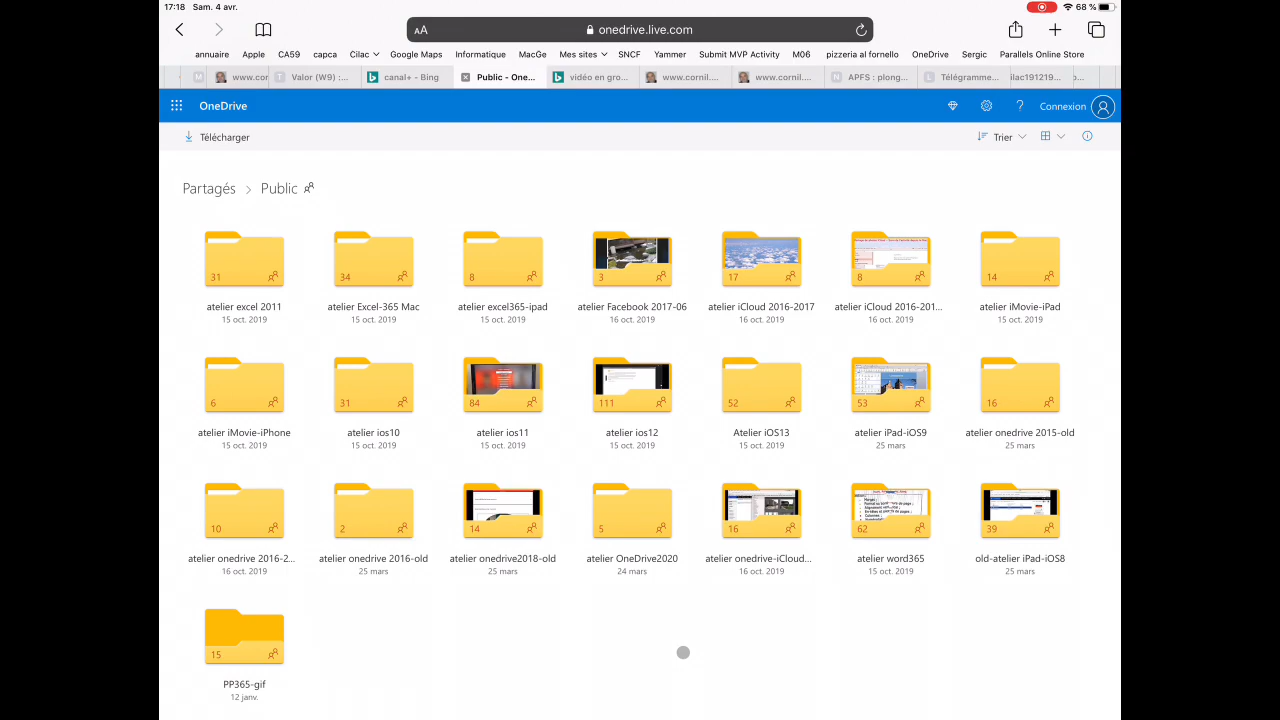 17:18 Sam. 4 avr. 68 %
AA onedrive.live.com
annuaire Apple CA59 capca Cilac Google Maps Informatique MacGe Mes sites SNCF Yammer Submit MVP Activity M06 pizzeria al fornello OneDrive Sergic Parallels Online Store
M www.cor T Valor (W9) :... canal+ - Bing Public - One... vidéo en gro... www.cornil.... www.cornil.... N APFS : plong... L Télégramme... ilac191219...
OneDrive Connexion
Télécharger Trier
Partagés > Public
31 34 8 3 17 8 14
atelier excel 2011 atelier Excel-365 Mac atelier excel365-ipad atelier Facebook 2017-06 atelier iCloud 2016-2017 atelier iCloud 2016-201... atelier iMovie-iPad
15 oct. 2019 15 oct. 2019 15 oct. 2019 16 oct. 2019 16 oct. 2019 16 oct. 2019 15 oct. 2019
6 31 84 111 52 53 16
atelier iMovie-iPhone atelier ios10 atelier ios11 atelier ios12 Atelier iOS13 atelier iPad-iOS9 atelier onedrive 2015-old
15 oct. 2019 15 oct. 2019 15 oct. 2019 15 oct. 2019 15 oct. 2019 25 mars 25 mars
10 2 14 5 16 62 39
atelier onedrive 2016-2... atelier onedrive 2016-old atelier onedrive2018-old atelier OneDrive2020 atelier onedrive-iCloud... atelier word365 old-atelier iPad-iOS8
16 oct. 2019 25 mars 25 mars 24 mars 16 oct. 2019 15 oct. 2019 25 mars
15
PP365-gif
12 janv.